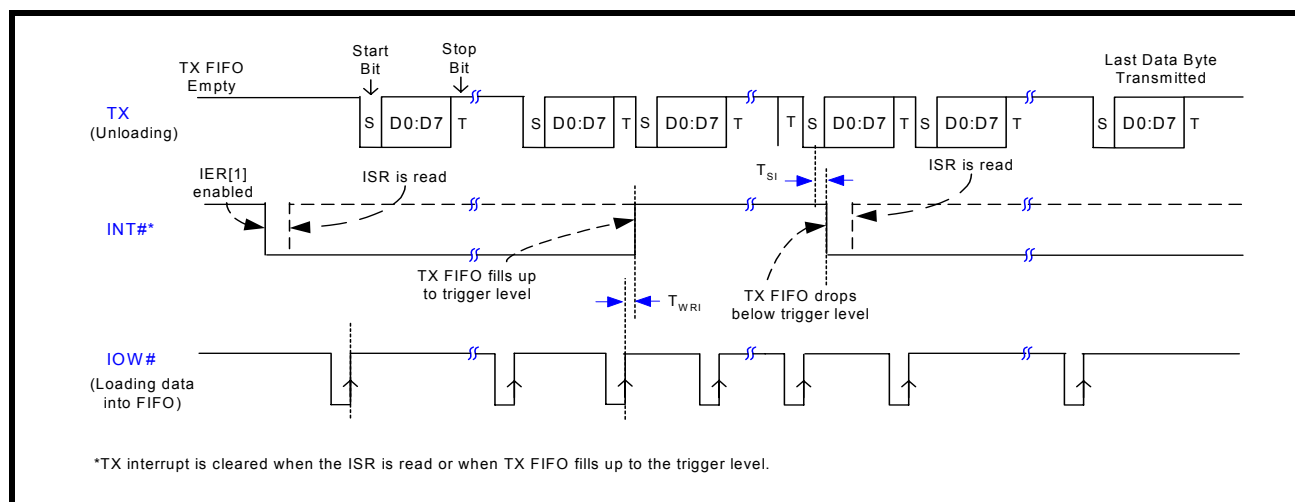 Start
Bit
Stop
Bit
TX FIFO
Empty
Last Data Byte
Transmitted
TX
(Unloading)
S D0:D7 T S D0:D7 T S D0:D7 T T S D0:D7 T S D0:D7 T S D0:D7 T
IER[1]
enabled
ISR is read
TSI
ISR is read
INT#*
TX FIFO fills up
to trigger level
TX FIFO drops
below trigger level
TWRI
IOW#
(Loading data
into FIFO)
*TX interrupt is cleared when the ISR is read or when TX FIFO fills up to the trigger level.